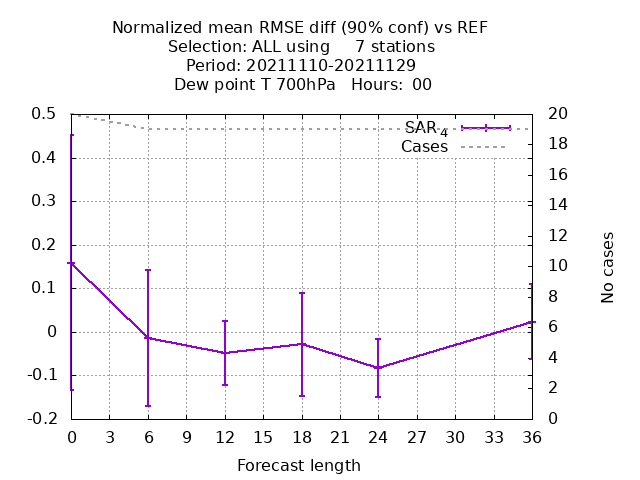 Normalized mean RMSE diff (90% conf) vs REF
Selection: ALL using     7 stations
Period: 20211110-20211129
Dew point T 700hPa   Hours: 00
0.5
0.4
0.3
0.2
0.1
0
-0.1
-0.2
SAR 4
Cases
20
18
16
14
12
10
8
6
4
2
0
No cases
0 3 6 9 12 15 18 21 24 27 30 33 36
Forecast length